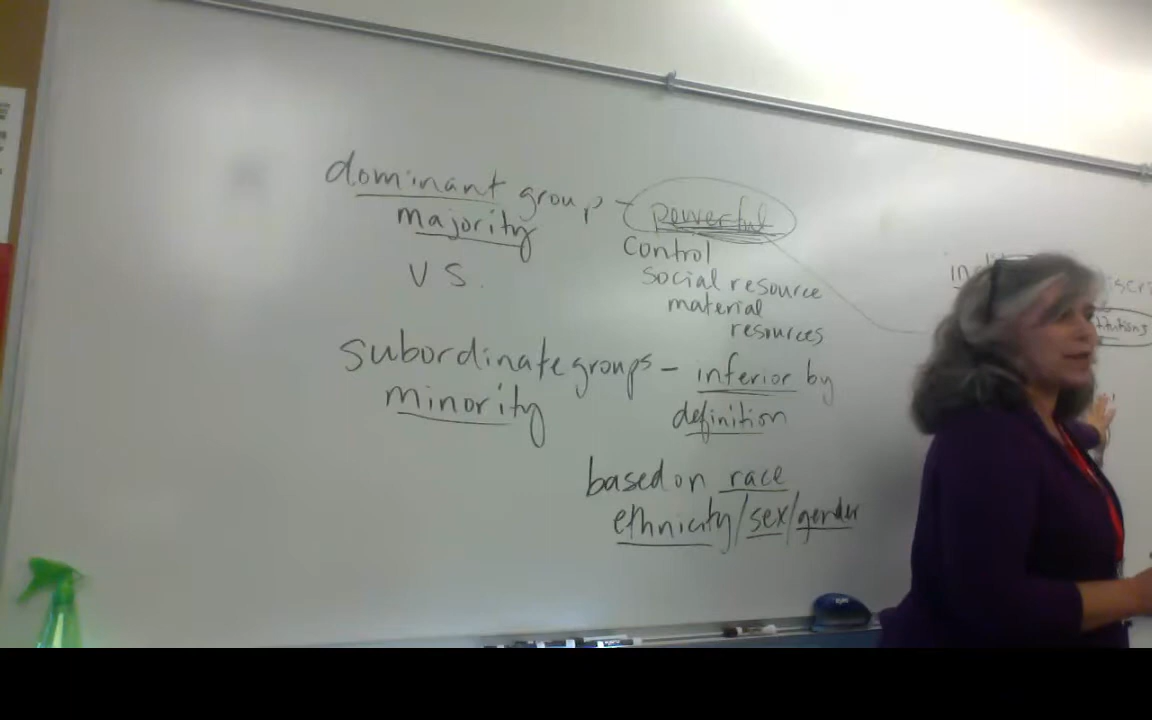 dominant group - powerful
majority
control
social resource
vs.
material
resources
subordinate groups - inferior by
minority
definition
based on race
ethnicity/sex/gender